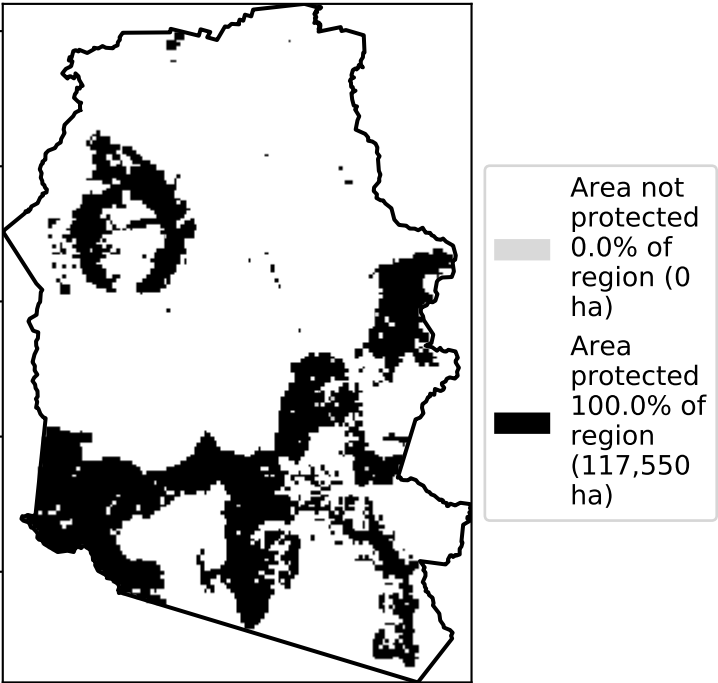 Area not
protected
0.0% of
region (0
ha)
Area
protected
100.0% of
region
(117,550
ha)